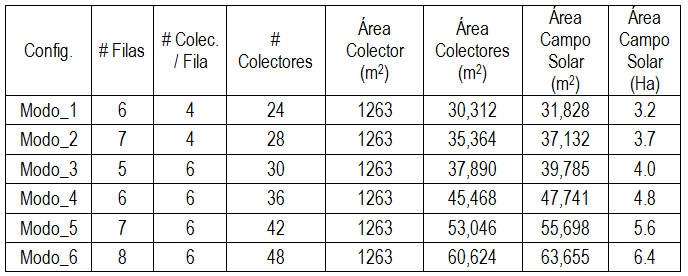 Config. # Filas # Colec. / Fila # Colectores Área Colector (m²) Área Colectores (m²) Área Campo Solar (m²) Área Campo Solar (Ha)
Modo_1 6 4 24 1263 30,312 31,828 3.2
Modo_2 7 4 28 1263 35,364 37,132 3.7
Modo_3 5 6 30 1263 37,890 39,785 4.0
Modo_4 6 6 36 1263 45,468 47,741 4.8
Modo_5 7 6 42 1263 53,046 55,698 5.6
Modo_6 8 6 48 1263 60,624 63,655 6.4